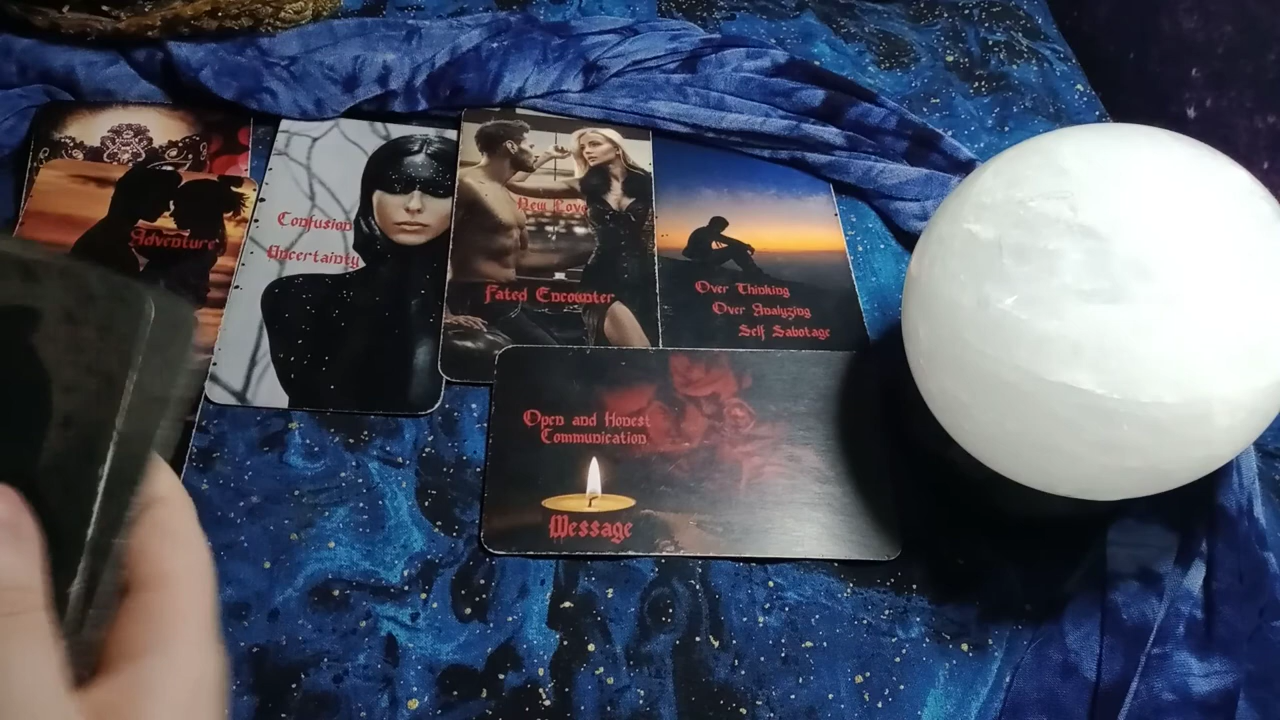 Adventure
Confusion
Uncertainty
New Love
Fated Encounter
Over Thinking
Over Analyzing
Self Sabotage
Open and Honest
Communication
Message